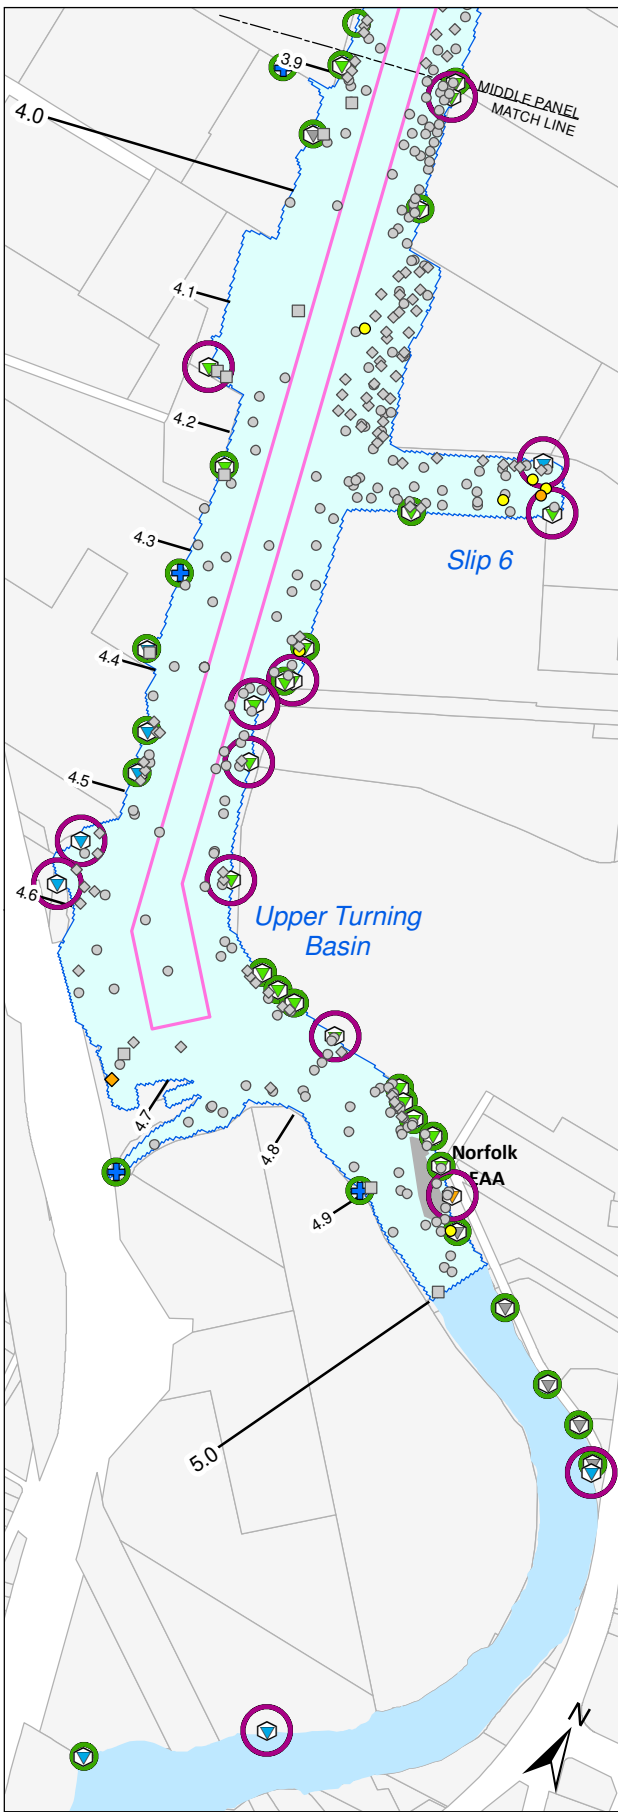 3.9
MIDDLE PANEL
MATCH LINE
4.0
4.1
4.2
4.3
Slip 6
4.4
4.5
4.6
Upper Turning
Basin
4.7
4.8
Norfolk
EAA
4.9
5.0
N